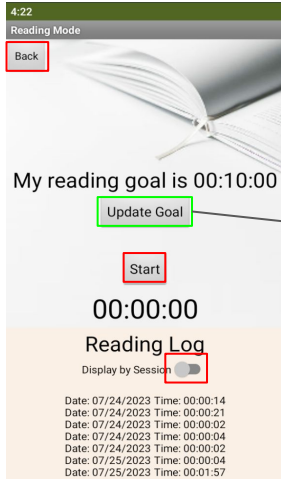 4:22
Reading Mode
Back
My reading goal is 00:10:00
Update Goal
Start
00:00:00
Reading Log
Display by Session
Date: 07/24/2023 Time: 00:00:14
Date: 07/24/2023 Time: 00:00:21
Date: 07/24/2023 Time: 00:00:02
Date: 07/24/2023 Time: 00:00:04
Date: 07/24/2023 Time: 00:00:02
Date: 07/25/2023 Time: 00:00:04
Date: 07/25/2023 Time: 00:01:57